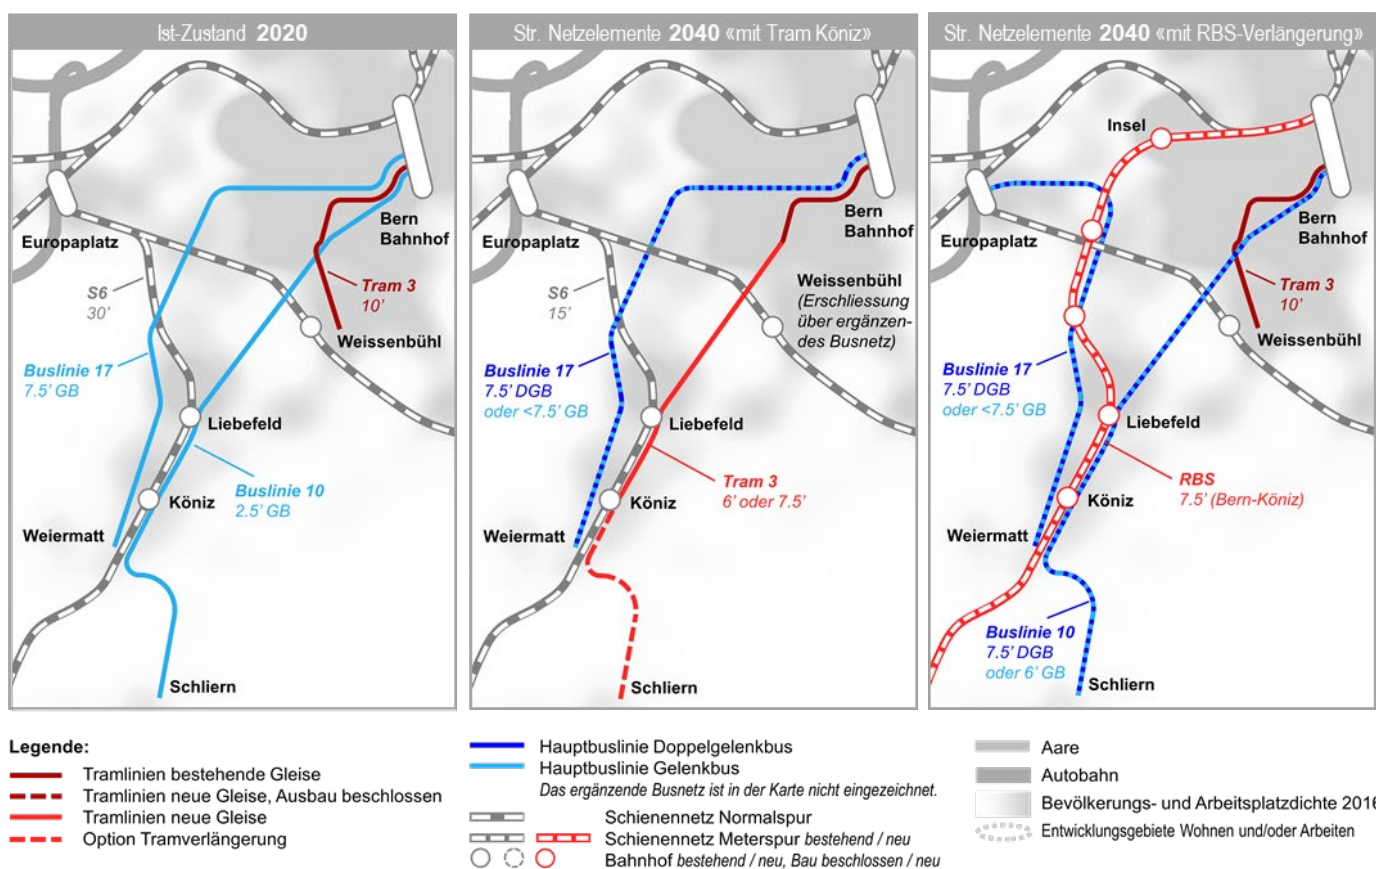 Ist-Zustand 2020
Europaplatz
Bern
Bahnhof
S6
30’
Tram 3
10’
Weissenbühl
Buslinie 17
7.5’ GB
Liebefeld
Buslinie 10
2.5’ GB
Köniz
Weiermatt
Schliern
Str. Netzelemente 2040 «mit Tram Köniz»
Europaplatz
Bern
Bahnhof
Weissenbühl
(Erschliessung
über ergänzen-
des Busnetz)
S6
15’
Buslinie 17
7.5’ DGB
oder <7.5’ GB
Liebefeld
Tram 3
6’ oder 7.5’
Köniz
Weiermatt
Schliern
Str. Netzelemente 2040 «mit RBS-Verlängerung»
Insel
Europaplatz
Bern
Bahnhof
Tram 3
10’
Weissenbühl
Buslinie 17
7.5’ DGB
oder <7.5’ GB
Liebefeld
RBS
7.5’ (Bern-Köniz)
Köniz
Weiermatt
Buslinie 10
7.5’ DGB
oder 6’ GB
Schliern
Legende:
Tramlinien bestehende Gleise
Tramlinien neue Gleise, Ausbau beschlossen
Tramlinien neue Gleise
Option Tramverlängerung
Hauptbuslinie Doppelgelenkbus
Hauptbuslinie Gelenkbus
Das ergänzende Busnetz ist in der Karte nicht eingezeichnet.
Schienennetz Normalspur
Schienennetz Meterspur bestehend / neu
Bahnhof bestehend / neu, Bau beschlossen / neu
Aare
Autobahn
Bevölkerungs- und Arbeitsplatzdichte 2016
Entwicklungsgebiete Wohnen und/oder Arbeiten